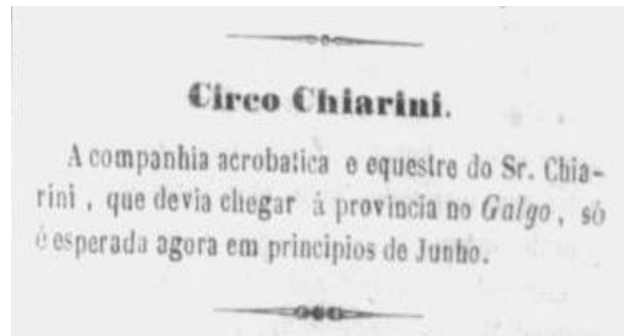 Circo Chiarini.
A companhia acrobatica e equestre do Sr. Chia-
rini, que devia chegar á provincia no Galgo, só
é esperada agora em principios de Junho.